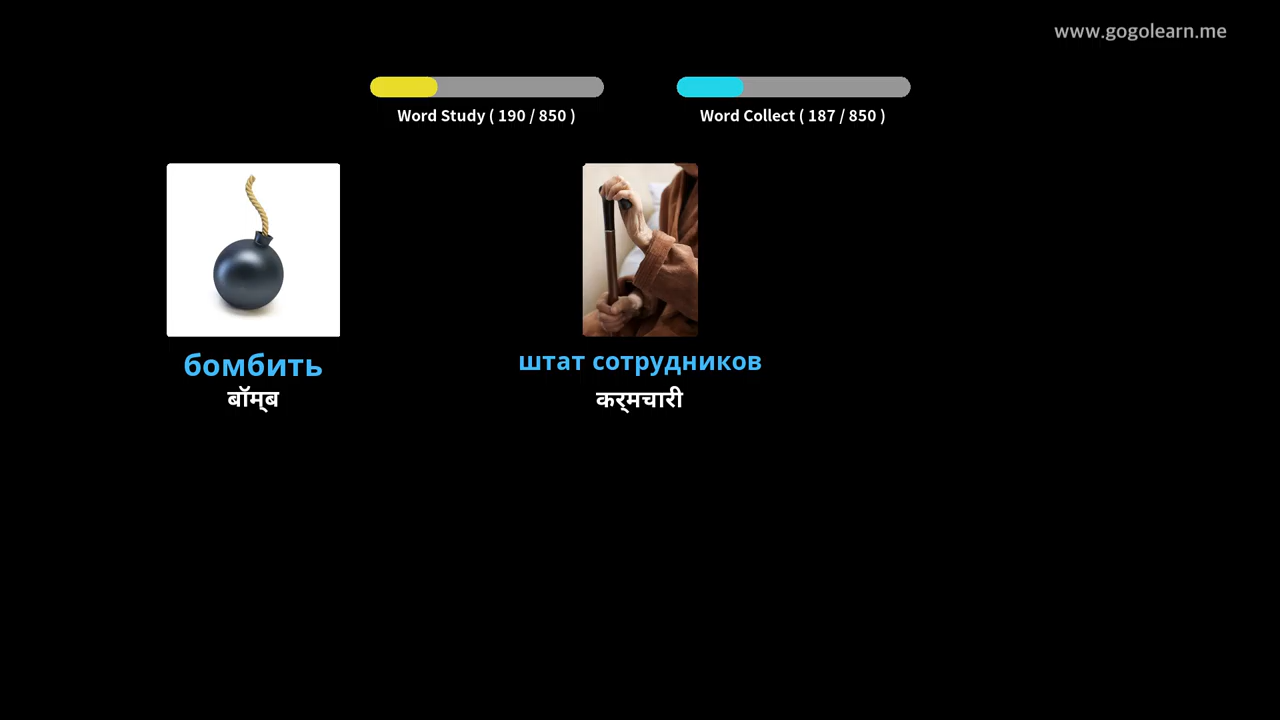 www.gogolearn.me
Word Study ( 190 / 850 )
Word Collect ( 187 / 850 )
бомбить
बॉम्ब
штат сотрудников
कर्मचारी